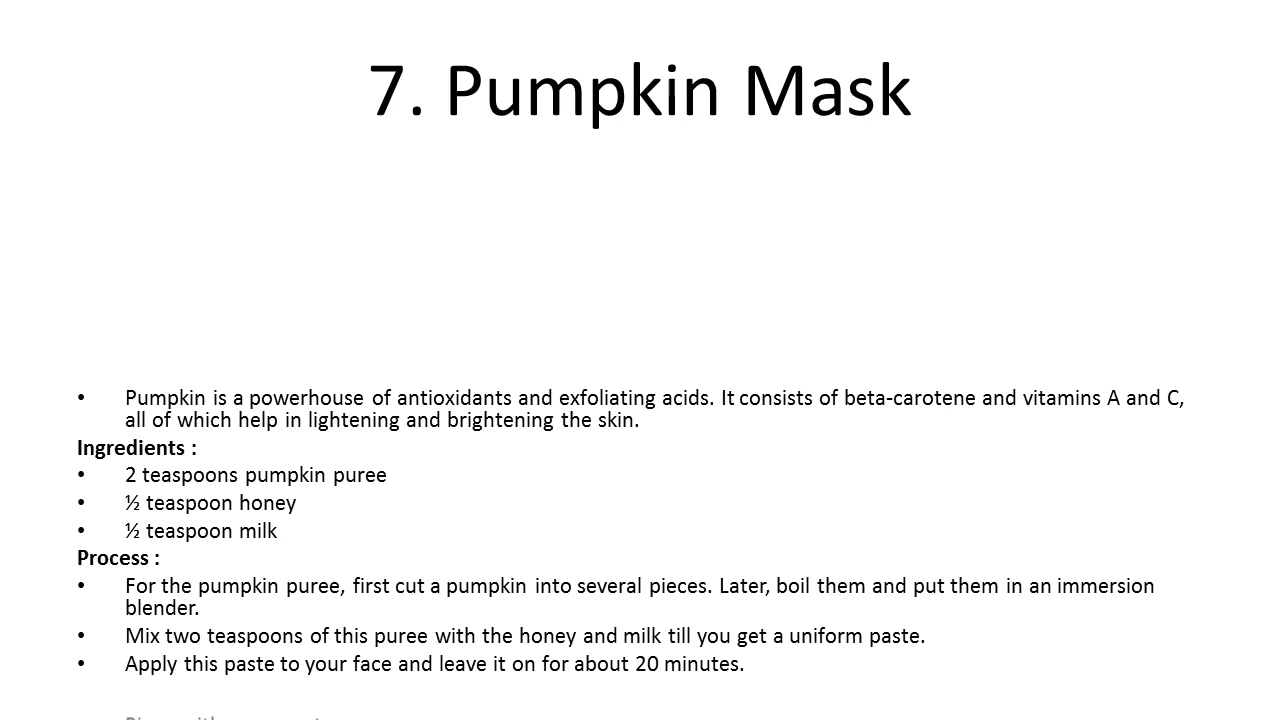 7. Pumpkin Mask
• Pumpkin is a powerhouse of antioxidants and exfoliating acids. It consists of beta-carotene and vitamins A and C,
all of which help in lightening and brightening the skin.
Ingredients :
• 2 teaspoons pumpkin puree
• ½ teaspoon honey
• ½ teaspoon milk
Process :
• For the pumpkin puree, first cut a pumpkin into several pieces. Later, boil them and put them in an immersion
blender.
• Mix two teaspoons of this puree with the honey and milk till you get a uniform paste.
• Apply this paste to your face and leave it on for about 20 minutes.